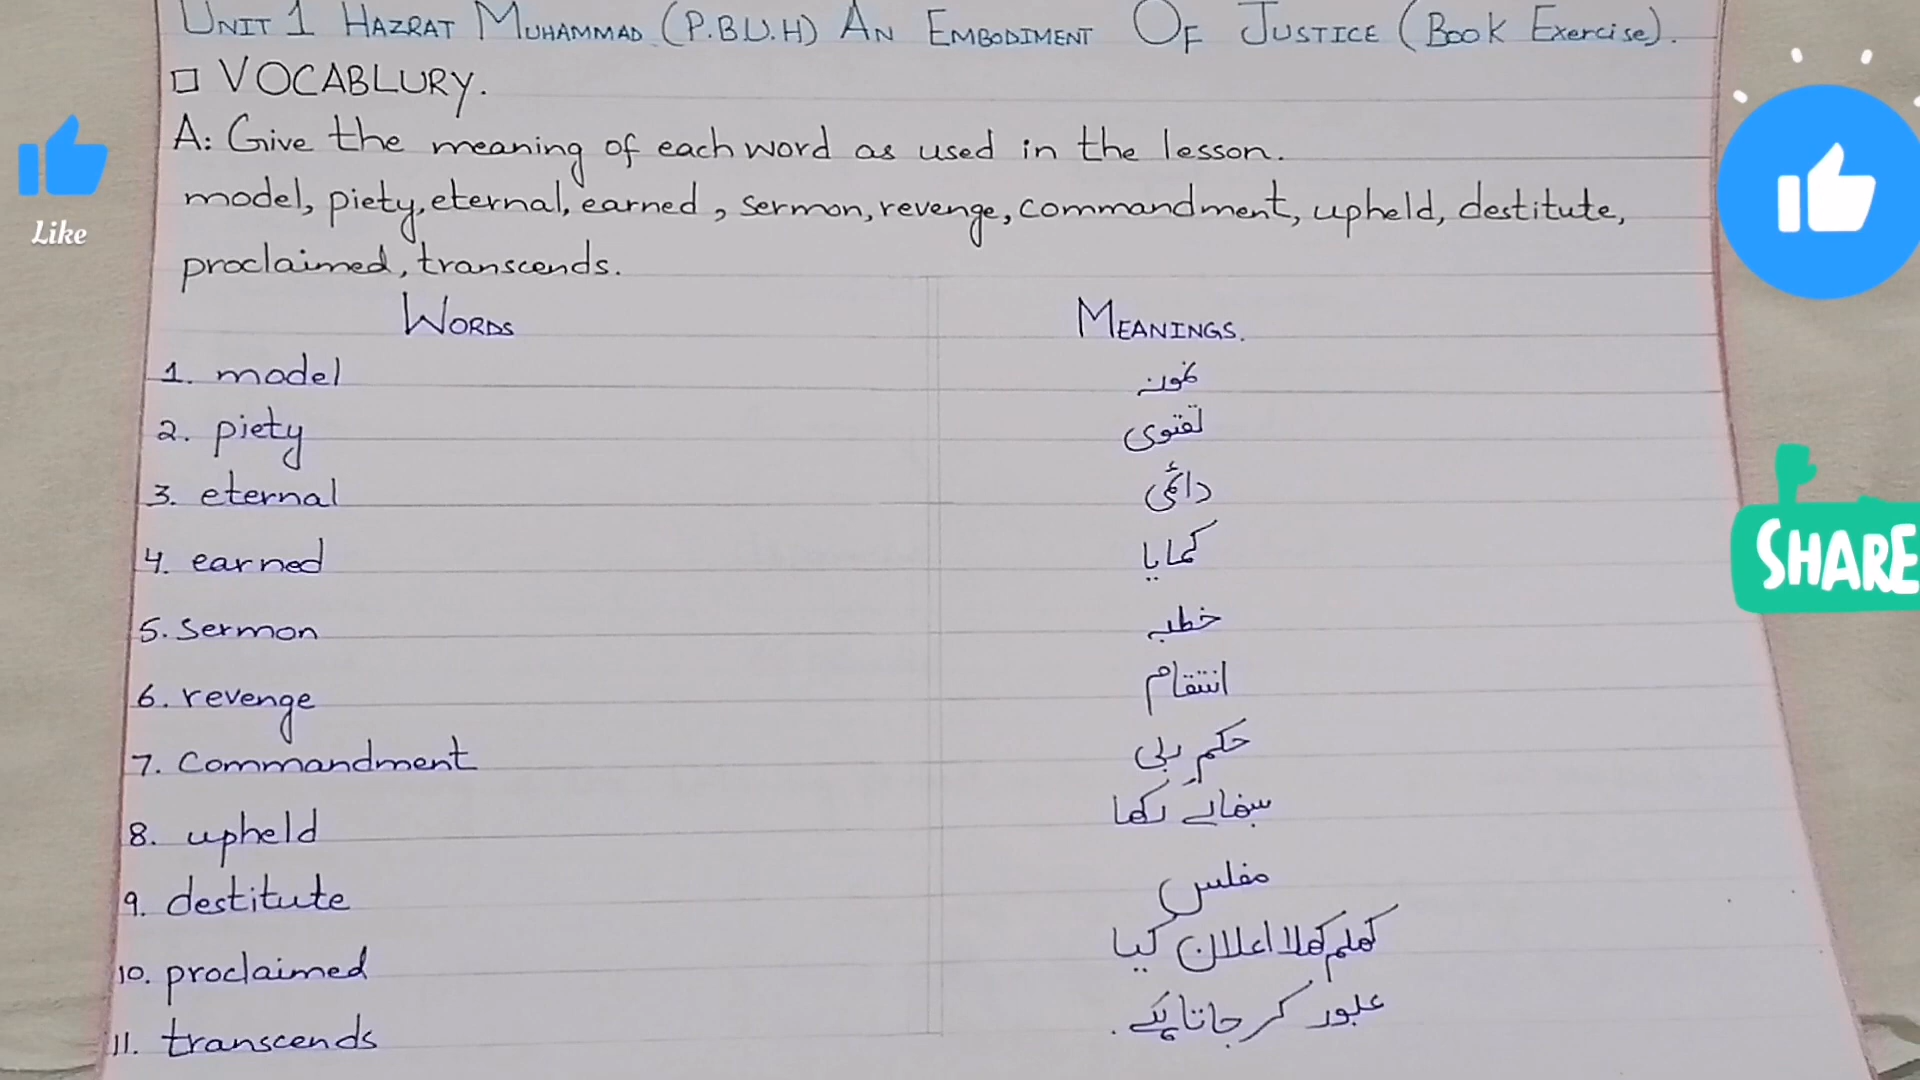 UNIT 1 HAZRAT MUHAMMAD (P.B.U.H) AN EMBODIMENT OF JUSTICE (Book Exercise).
□ VOCABLURY.
A: Give the meaning of each word as used in the lesson.
model, piety, eternal, earned, sermon, revenge, commandment, upheld, destitute,
proclaimed, transcends.
WORDS MEANINGS.
1. model نمونہ
2. piety تقویٰ
3. eternal دائمی
4. earned کمایا
5. sermon خطبہ
6. revenge انتقام
7. Commandment حکم
8. upheld سنبھالے رکھا
9. destitute مفلس
10. proclaimed کھلم کھلا اعلان کیا
11. transcends عبور کر جاتا ہے.
Like
SHARE